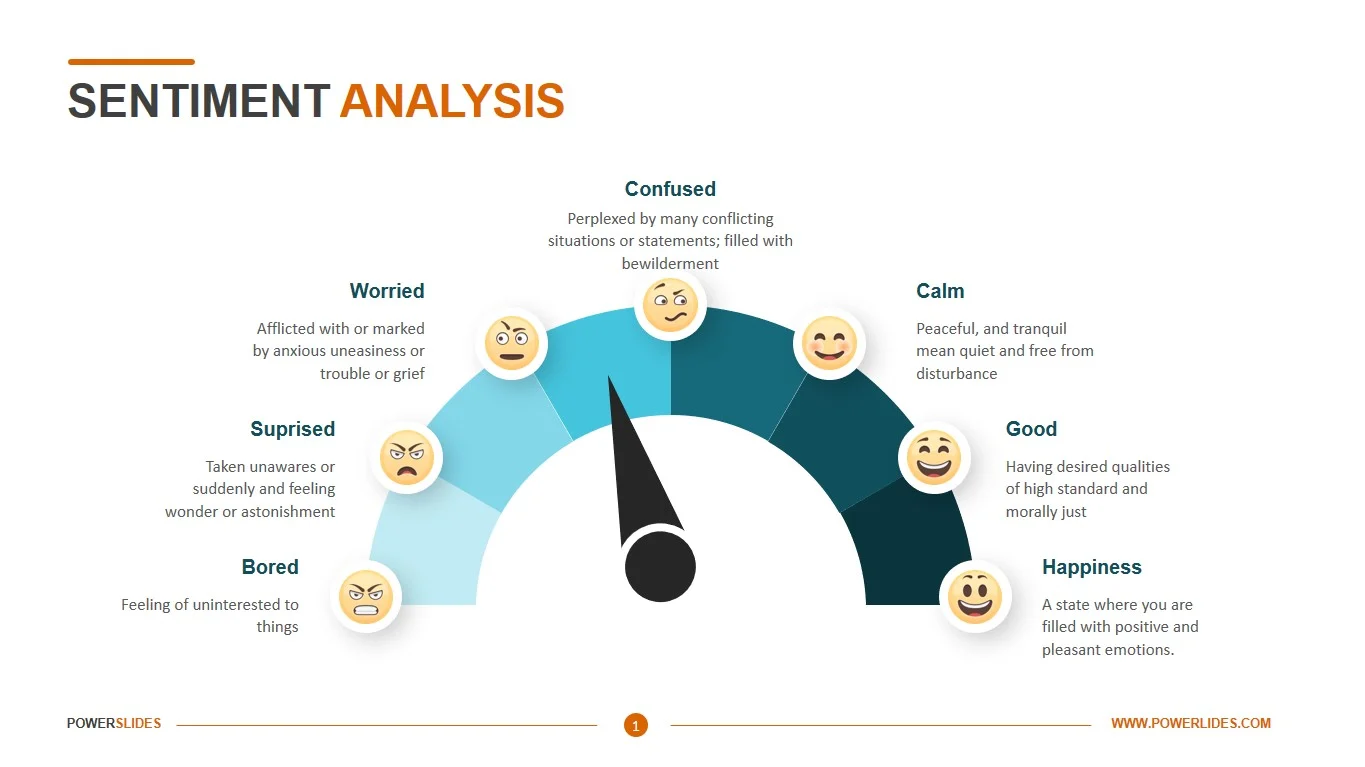 SENTIMENT ANALYSIS
Confused
Perplexed by many conflicting
situations or statements; filled with
bewilderment
Worried
Afflicted with or marked
by anxious uneasiness or
trouble or grief
Calm
Peaceful, and tranquil
mean quiet and free from
disturbance
Suprised
Taken unawares or
suddenly and feeling
wonder or astonishment
Good
Having desired qualities
of high standard and
morally just
Bored
Feeling of uninterested to
things
Happiness
A state where you are
filled with positive and
pleasant emotions.
POWERSLIDES
1
WWW.POWERLIDES.COM